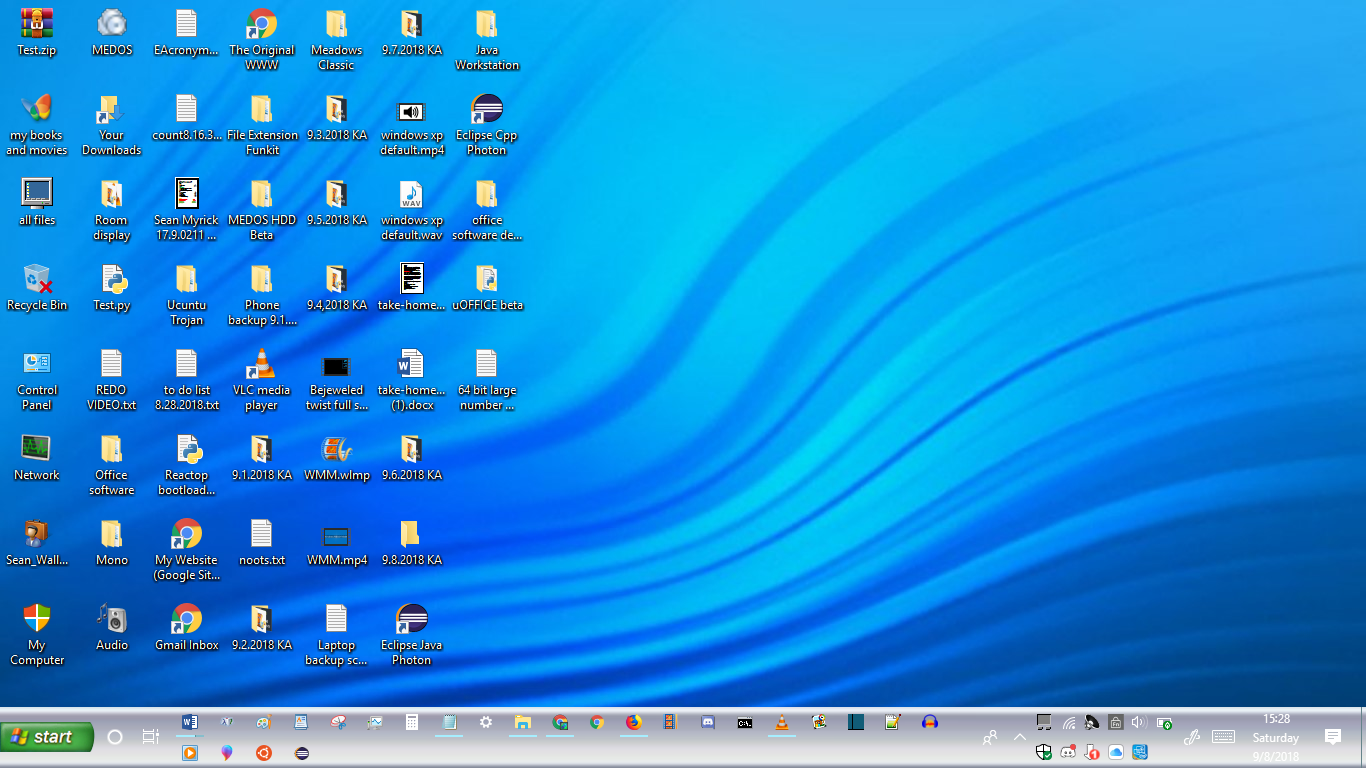 Test.zip
MEDOS
EAcronym...
The Original
WWW
Meadows
Classic
9.7.2018 KA
Java
Workstation
my books
and movies
Your
Downloads
count8.16.3...
File Extension
Funkit
9.3.2018 KA
windows xp
default.mp4
Eclipse Cpp
Photon
all files
Room
display
Sean Myrick
17.9.0211 ...
MEDOS HDD
Beta
9.5.2018 KA
WAV
windows xp
default.wav
office
software de...
Recycle Bin
Test.py
Ucuntu
Trojan
Phone
backup 9.1....
9.4,2018 KA
take-home...
uOFFICE beta
Control
Panel
REDO
VIDEO.txt
to do list
8.28.2018.txt
VLC media
player
Bejeweled
twist full s...
take-home...
(1).docx
64 bit large
number ...
Network
Office
software
Reactop
bootload...
9.1.2018 KA
WMM.wlmp
9.6.2018 KA
Sean_Wall...
Mono
My Website
(Google Sit...
noots.txt
WMM.mp4
9.8.2018 KA
My
Computer
Audio
Gmail Inbox
9.2.2018 KA
Laptop
backup sc...
Eclipse Java
Photon
start
15:28
Saturday
9/8/2018